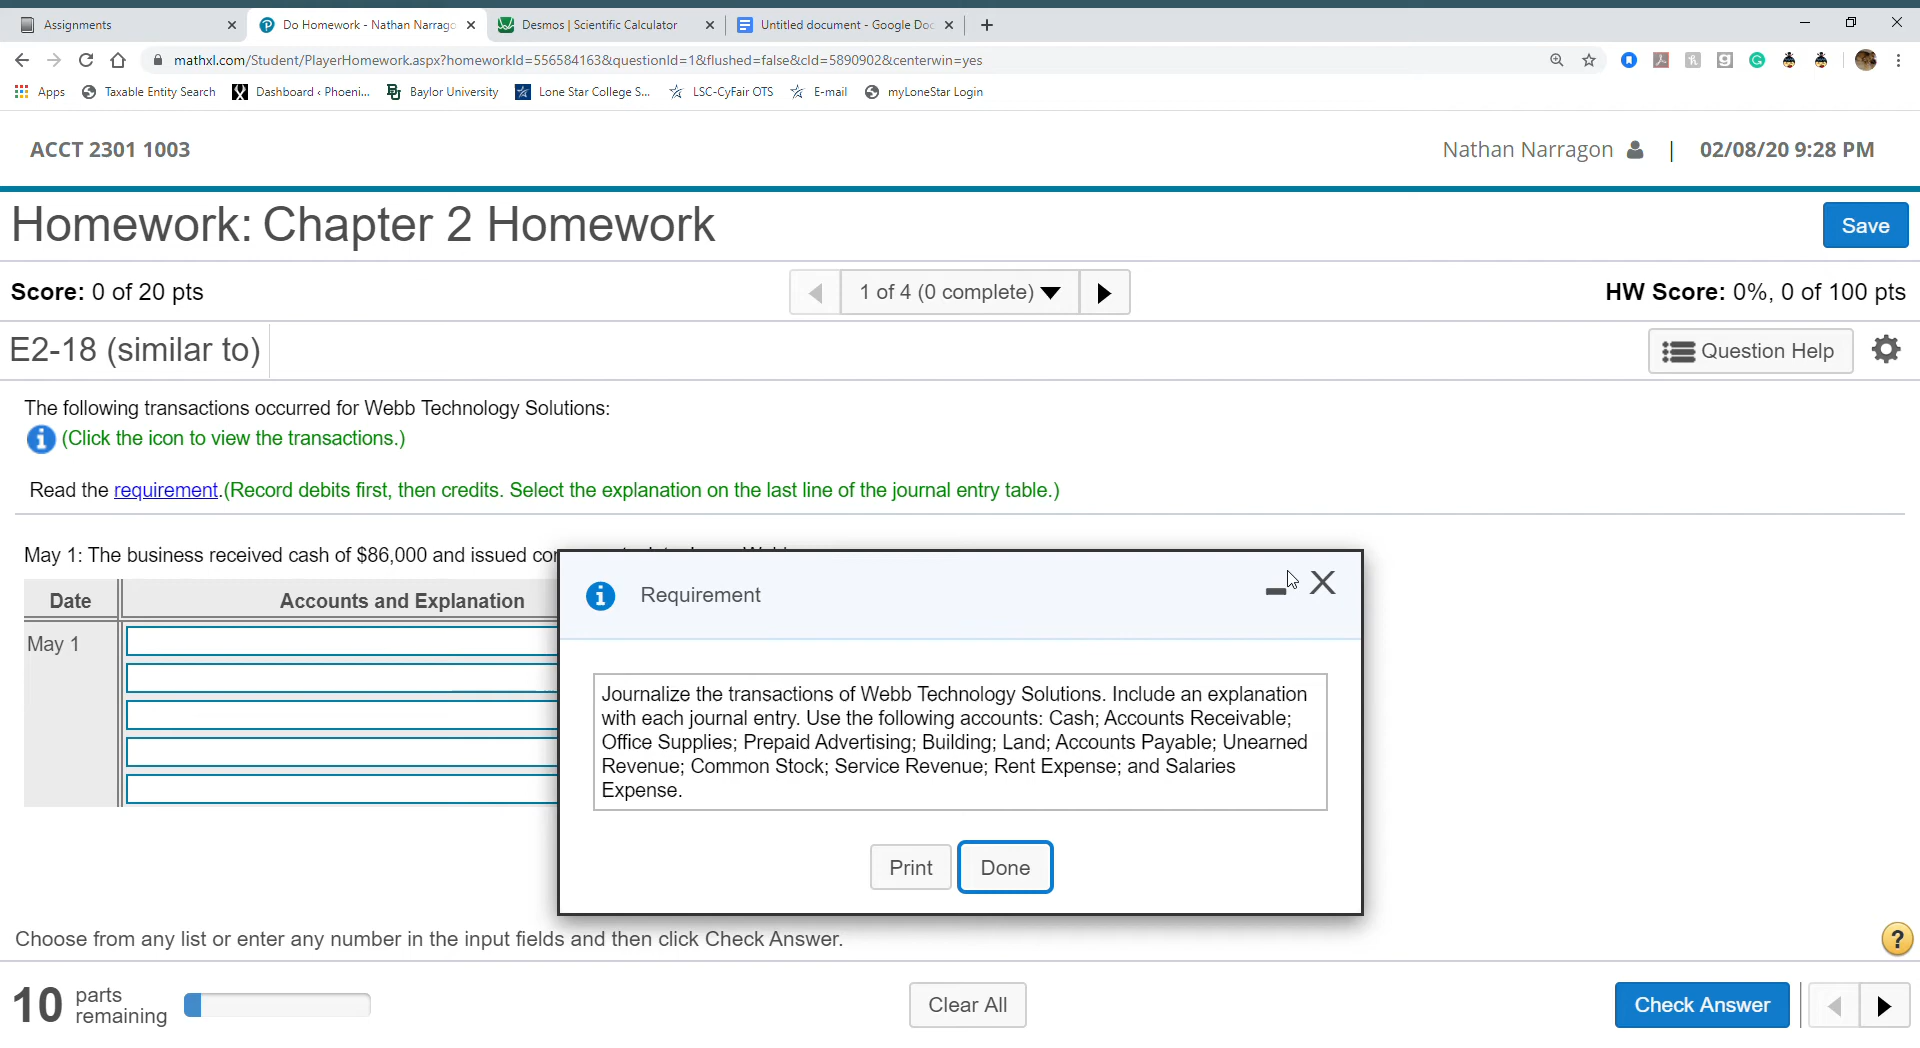 Assignments
Do Homework - Nathan Narrago
Desmos | Scientific Calculator
Untitled document - Google Doc
mathxl.com/Student/PlayerHomework.aspx?homeworkId=556584163&questionId=1&flushed=false&cId=5890902&centerwin=yes
Apps
Taxable Entity Search
Dashboard ‹ Phoeni...
Baylor University
Lone Star College S...
LSC-CyFair OTS
E-mail
myLoneStar Login
ACCT 2301 1003
Nathan Narragon | 02/08/20 9:28 PM
Homework: Chapter 2 Homework
Save
Score: 0 of 20 pts
1 of 4 (0 complete)
HW Score: 0%, 0 of 100 pts
E2-18 (similar to)
Question Help
The following transactions occurred for Webb Technology Solutions:
(Click the icon to view the transactions.)
Read the requirement.(Record debits first, then credits. Select the explanation on the last line of the journal entry table.)
May 1: The business received cash of $86,000 and issued
Date
Accounts and Explanation
May 1
Requirement
Journalize the transactions of Webb Technology Solutions. Include an explanation
with each journal entry. Use the following accounts: Cash; Accounts Receivable;
Office Supplies; Prepaid Advertising; Building; Land; Accounts Payable; Unearned
Revenue; Common Stock; Service Revenue; Rent Expense; and Salaries
Expense.
Print
Done
Choose from any list or enter any number in the input fields and then click Check Answer.
?
10 parts
remaining
Clear All
Check Answer